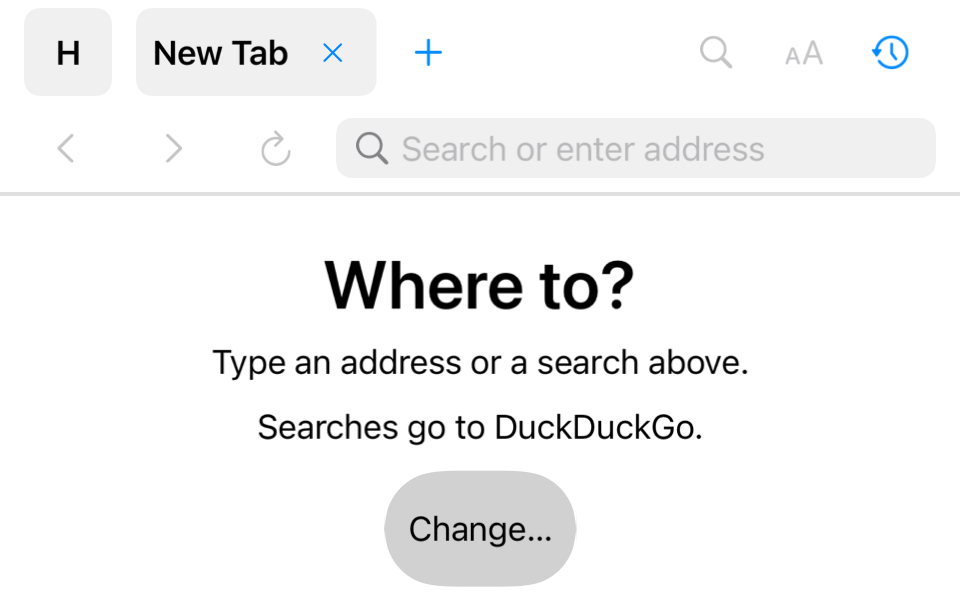 H
New Tab
AA
Search or enter address
Where to?
Type an address or a search above.
Searches go to DuckDuckGo.
Change...